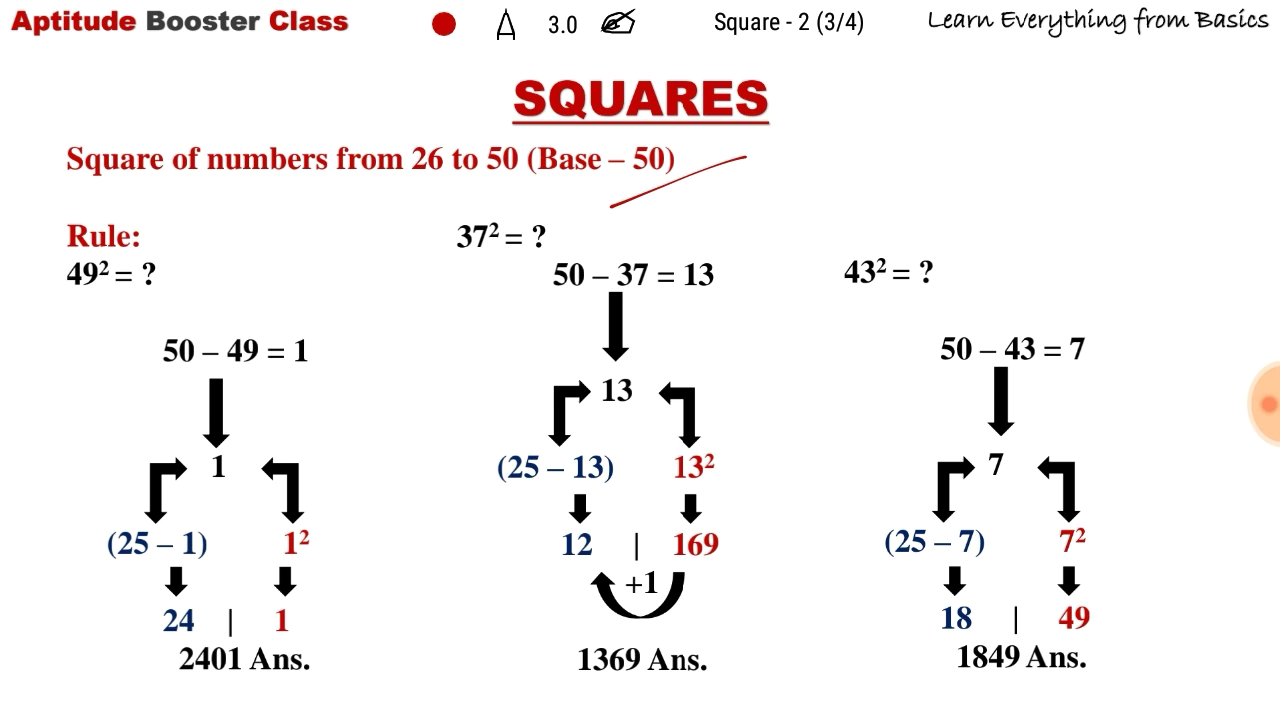 Aptitude Booster Class
3.0
Square - 2 (3/4)
Learn Everything from Basics
SQUARES
Square of numbers from 26 to 50 (Base – 50)
Rule:
49² = ?
50 – 49 = 1
1
(25 – 1) 1²
24 | 1
2401 Ans.
37² = ?
50 – 37 = 13
13
(25 – 13) 13²
12 | 169
+1
1369 Ans.
43² = ?
50 – 43 = 7
7
(25 – 7) 7²
18 | 49
1849 Ans.